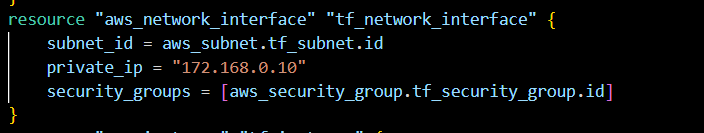 }
resource "aws_network_interface" "tf_network_interface" {
    subnet_id = aws_subnet.tf_subnet.id
    private_ip = "172.168.0.10"
    security_groups = [aws_security_group.tf_security_group.id]
}